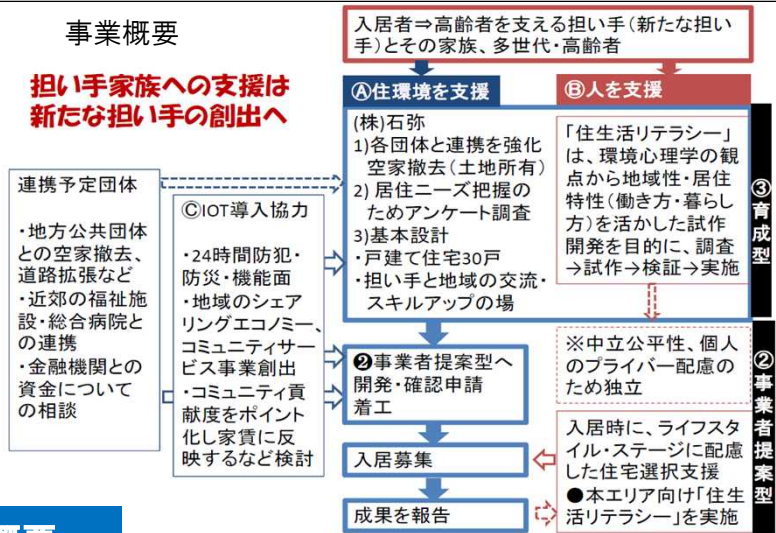 事業概要
担い手家族への支援は
新たな担い手の創出へ
入居者⇒高齢者を支える担い手（新たな担い
手）とその家族、多世代・高齢者
Ⓐ住環境を支援
Ⓑ人を支援
(株)石弥
1)各団体と連携を強化
空家撤去（土地所有）
2) 居住ニーズ把握の
ためアンケート調査
3)基本設計
・戸建て住宅30戸
・担い手と地域の交流・
スキルアップの場
「住生活リテラシー」
は、環境心理学の観
点から地域性・居住
特性（働き方・暮らし
方）を活かした試作
開発を目的に、調査
→試作→検証→実施
③育成型
連携予定団体
・地方公共団体
との空家撤去、
道路拡張など
・近郊の福祉施
設・総合病院と
の連携
・金融機関との
資金について
の相談
ⒸIOT導入協力
・24時間防犯・
防災・機能面
・地域のシェア
リングエコノミー、
コミュニティサー
ビス事業創出
・コミュニティ貢
献度をポイント
化し家賃に反
映するなど検討
❷事業者提案型へ
開発・確認申請
着工
※中立公平性、個人
のプライバー配慮の
ため独立
②事業者提案型
入居募集
入居時に、ライフスタ
イル・ステージに配慮
した住宅選択支援
●本エリア向け「住生
活リテラシー」を実施
成果を報告